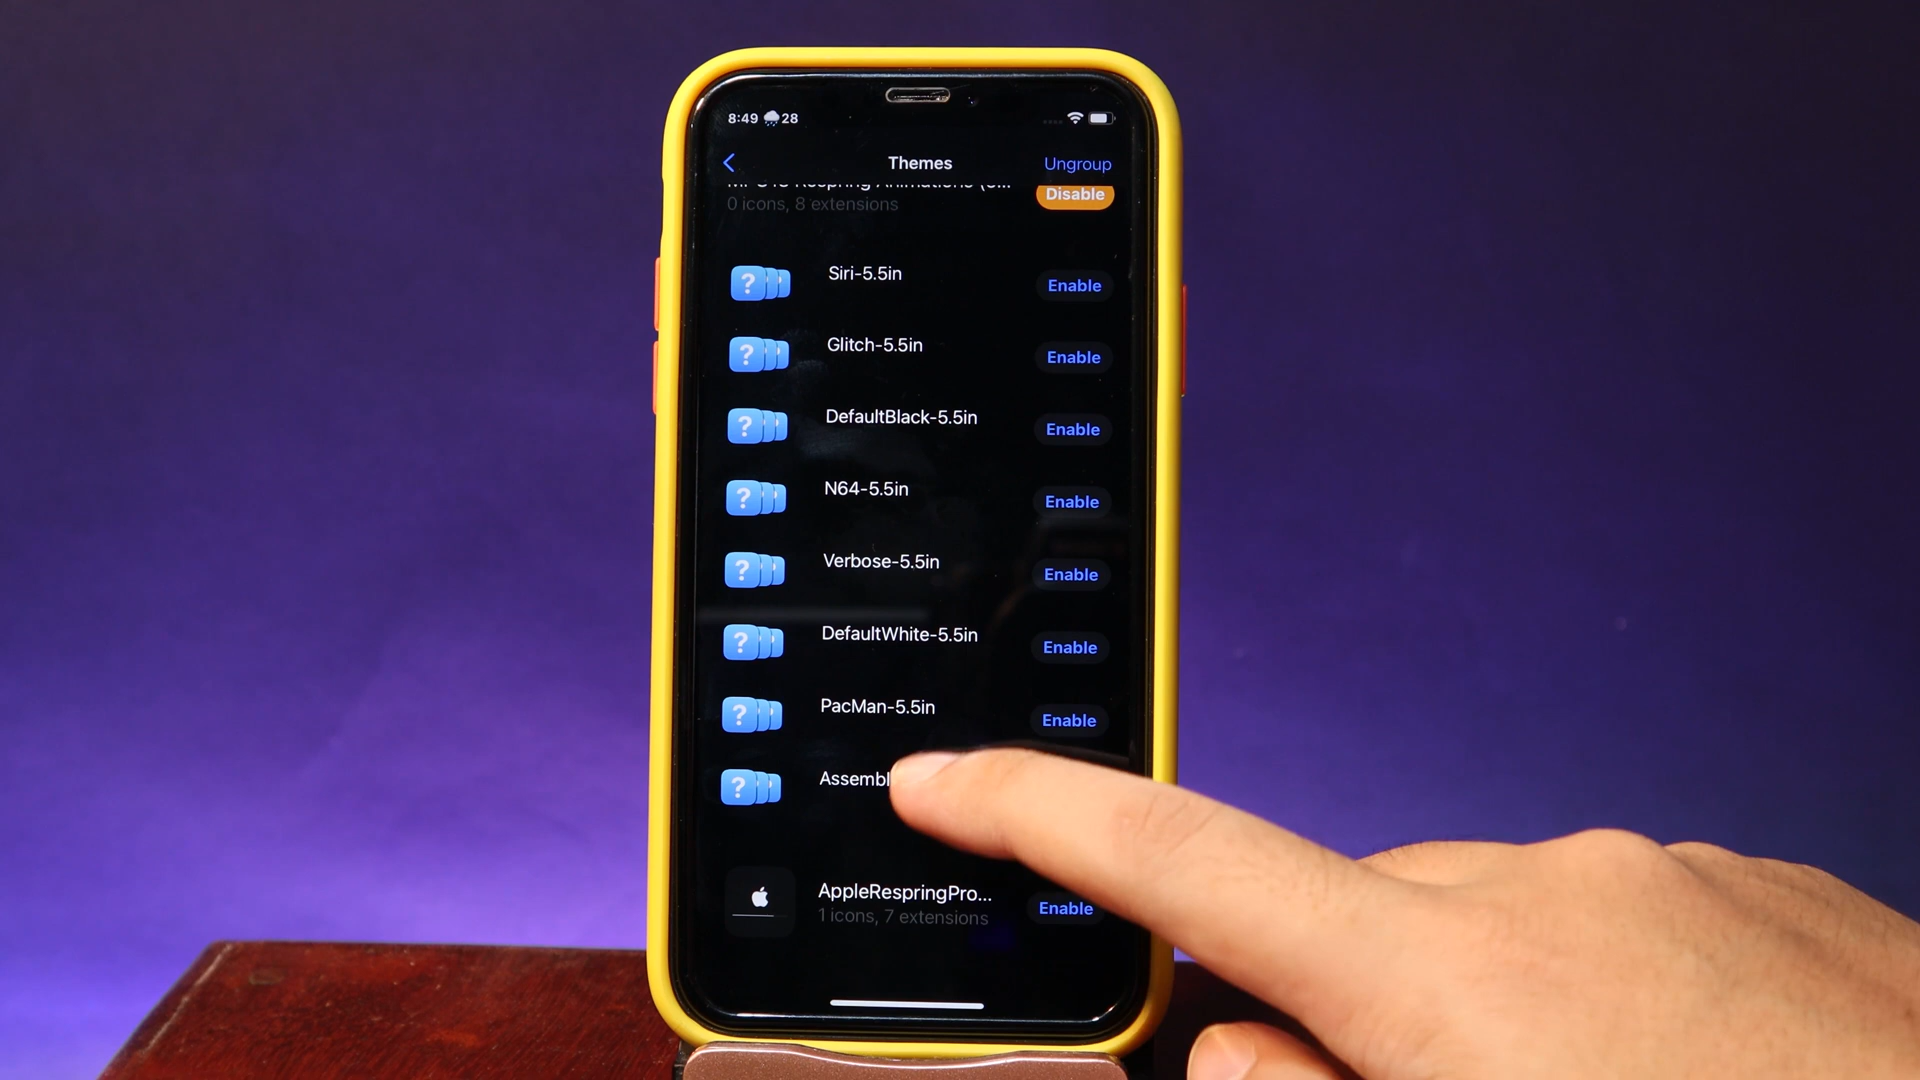 8:49 28
Themes
Ungroup
Respring Animations
Disable
0 icons, 8 extensions
Siri-5.5in
Enable
Glitch-5.5in
Enable
DefaultBlack-5.5in
Enable
N64-5.5in
Enable
Verbose-5.5in
Enable
DefaultWhite-5.5in
Enable
PacMan-5.5in
Enable
Assembl
AppleRespringPro...
Enable
1 icons, 7 extensions